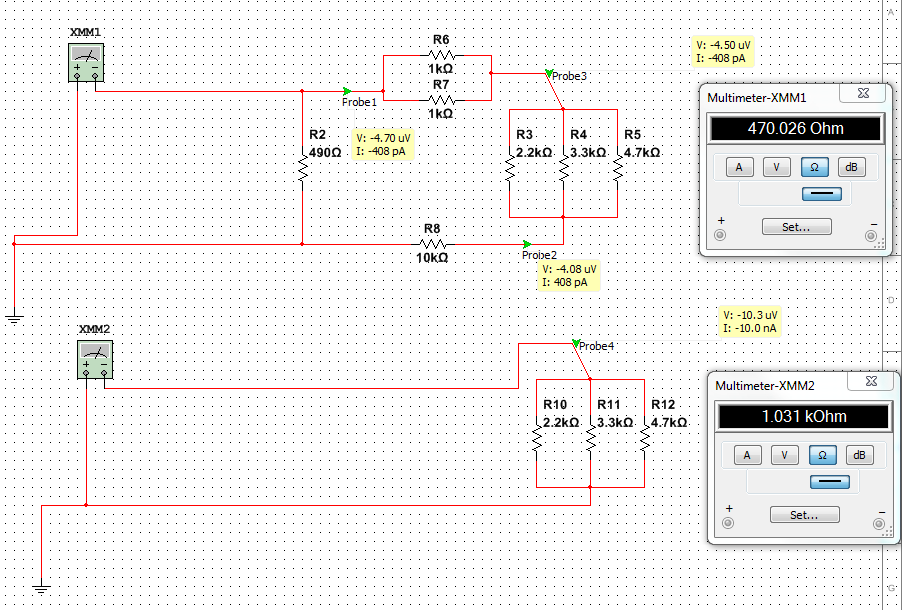 XMM1
R6
1kΩ
R7
1kΩ
Probe1
Probe3
V: -4.50 uV
I: -408 pA
R2
490Ω
V: -4.70 uV
I: -408 pA
R3
2.2kΩ
R4
3.3kΩ
R5
4.7kΩ
R8
10kΩ
Probe2
V: -4.08 uV
I: 408 pA
Multimeter-XMM1
470.026 Ohm
A
V
Ω
dB
+
Set...
−
A
D
G
XMM2
Probe4
V: -10.3 uV
I: -10.0 nA
R10
2.2kΩ
R11
3.3kΩ
R12
4.7kΩ
Multimeter-XMM2
1.031 kOhm
A
V
Ω
dB
+
Set...
−